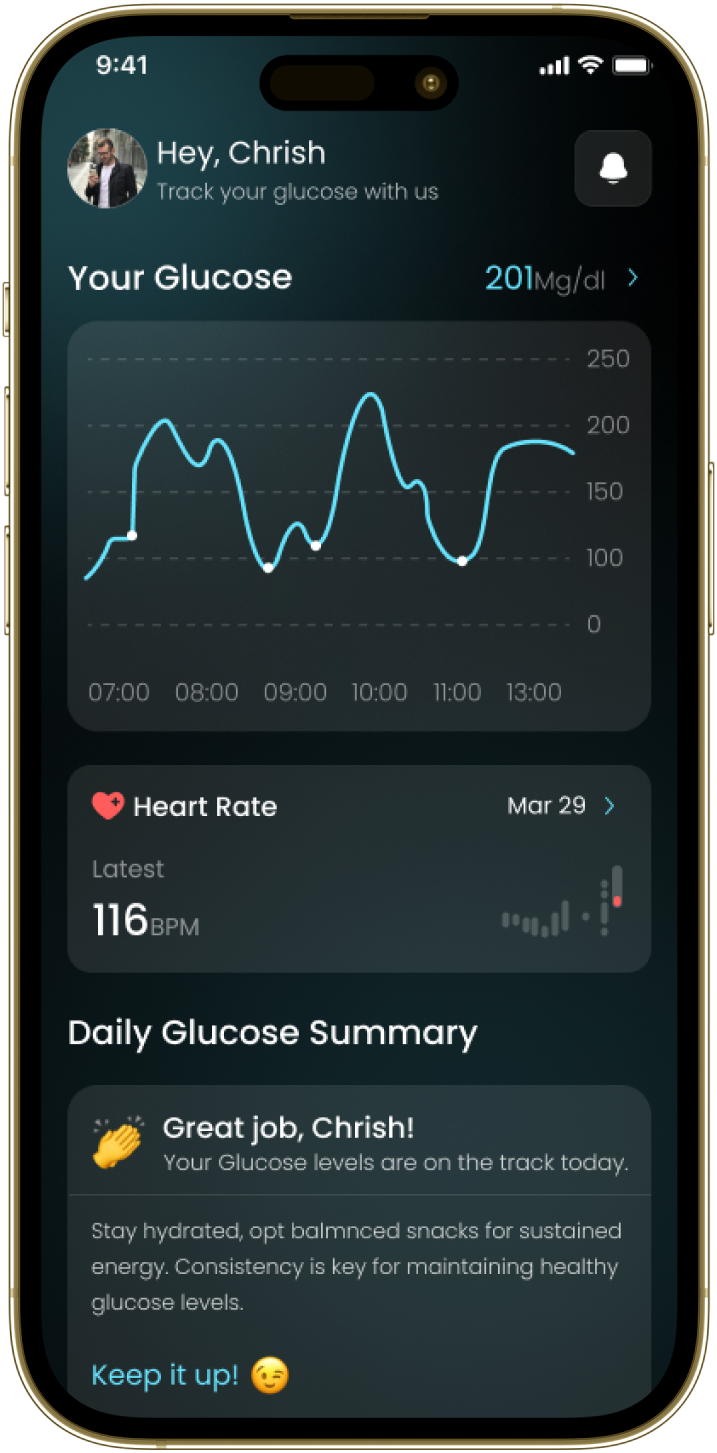 9:41
Hey, Chrish
Track your glucose with us
Your Glucose 201Mg/dl
250
200
150
100
0
07:00 08:00 09:00 10:00 11:00 13:00
Heart Rate Mar 29
Latest
116BPM
Daily Glucose Summary
Great job, Chrish!
Your Glucose levels are on the track today.
Stay hydrated, opt balmnced snacks for sustained
energy. Consistency is key for maintaining healthy
glucose levels.
Keep it up! 😉